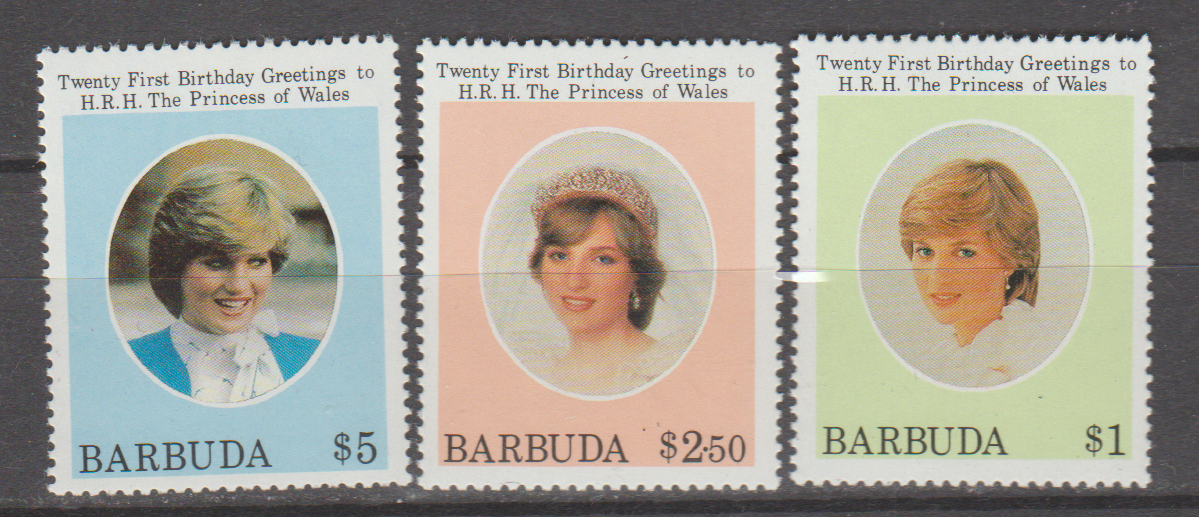 Twenty First Birthday Greetings to
H.R.H. The Princess of Wales
BARBUDA $5
Twenty First Birthday Greetings to
H.R.H. The Princess of Wales
BARBUDA $2·50
Twenty First Birthday Greetings to
H.R.H. The Princess of Wales
BARBUDA $1